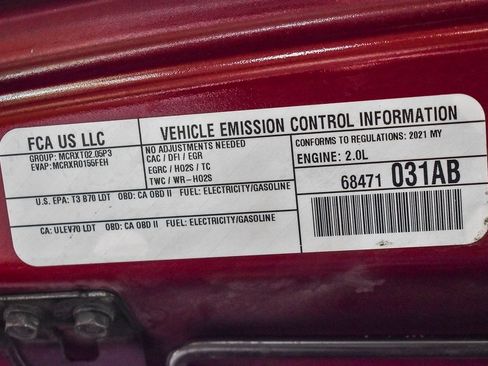 FCA US LLC
GROUP: MCRXT02.05P3
EVAP: MCRXR0155FEH
VEHICLE EMISSION CONTROL INFORMATION
NO ADJUSTMENTS NEEDED
CAC / DFI / EGR
EGRC / HO2S / TC
TWC / WR-HO2S
CONFORMS TO REGULATIONS: 2021 MY
ENGINE: 2.0L
68471 031AB
U.S. EPA: T3 B70 LDT OBD: CA OBD II FUEL: ELECTRICITY/GASOLINE
CA: ULEV70 LDT OBD: CA OBD II FUEL: ELECTRICITY/GASOLINE